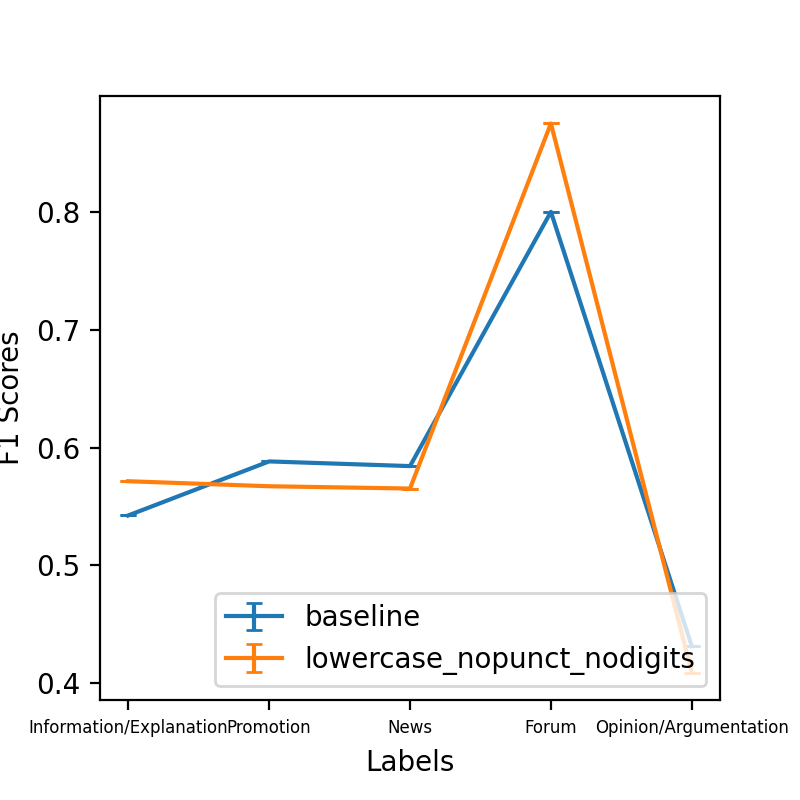 F1 Scores
0.8
0.7
0.6
0.5
0.4
baseline
lowercase_nopunct_nodigits
Information/Explanation Promotion News Forum Opinion/Argumentation
Labels